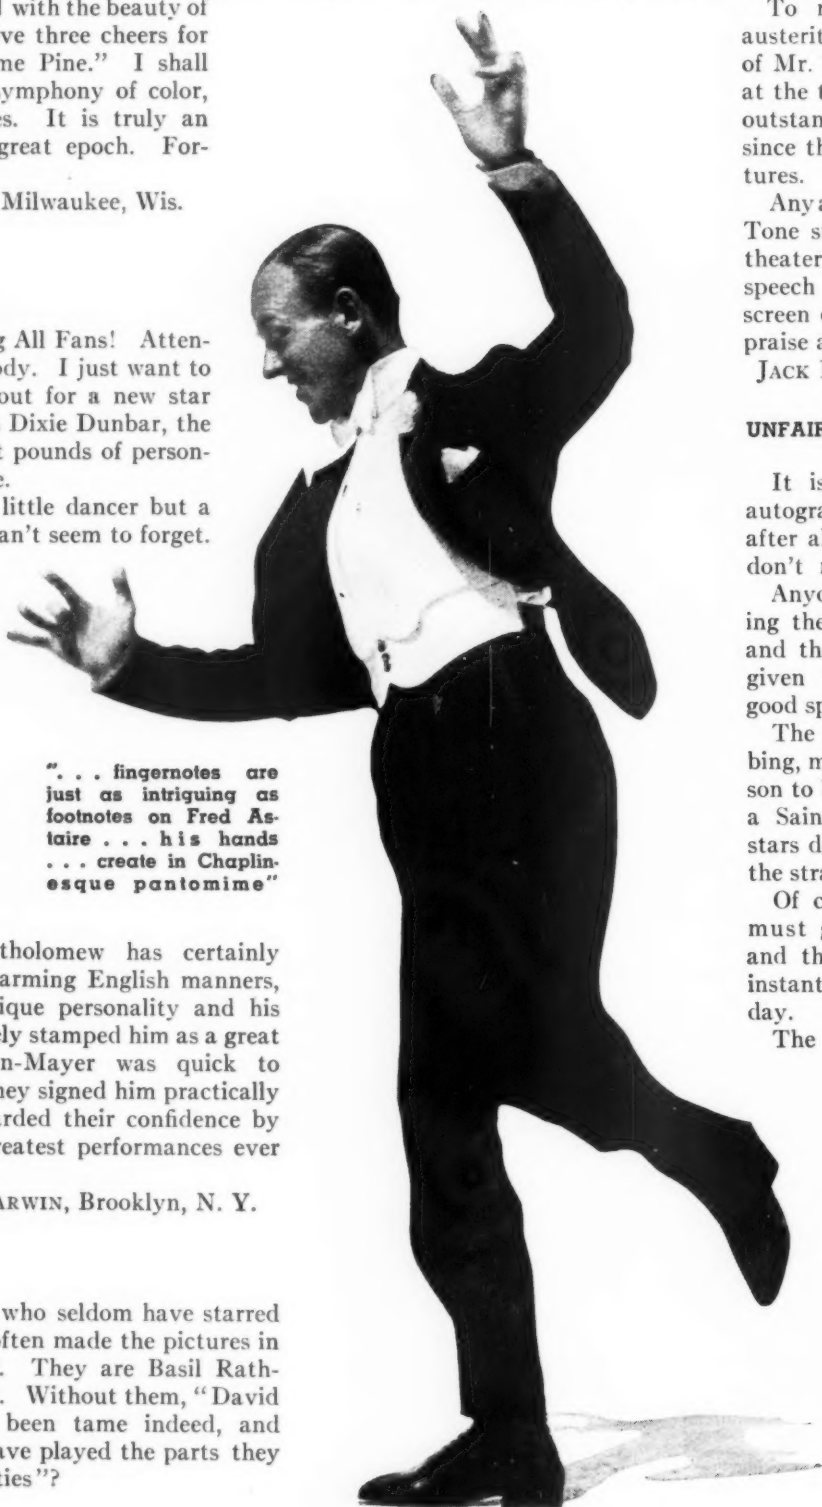 with the beauty of
ve three cheers for
me Pine." I shall
symphony of color,
es. It is truly an
great epoch. For-
Milwaukee, Wis.
g All Fans! Atten-
ody. I just want to
out for a new star
Dixie Dunbar, the
t pounds of person-
e.
little dancer but a
an't seem to forget.
". . . fingernotes are
just as intriguing as
footnotes on Fred As-
taire . . . his hands
. . . create in Chaplin-
esque pantomime"
tholomew has certainly
arming English manners,
ique personality and his
ely stamped him as a great
n-Mayer was quick to
hey signed him practically
arded their confidence by
reatest performances ever
ARWIN, Brooklyn, N. Y.
who seldom have starred
often made the pictures in
. They are Basil Rath-
. Without them, "David
been tame indeed, and
ave played the parts they
ties"?
To
austerit
of Mr.
at the t
outstan
since th
tures.
Any a
Tone s
theater
speech
screen
praise a
JACK
UNFAIR
It is
autogra
after al
don't
Anyo
ing the
and th
given
good sp
The
bing, m
son to
a Sain
stars d
the stra
Of c
must
and th
instant
day.
The